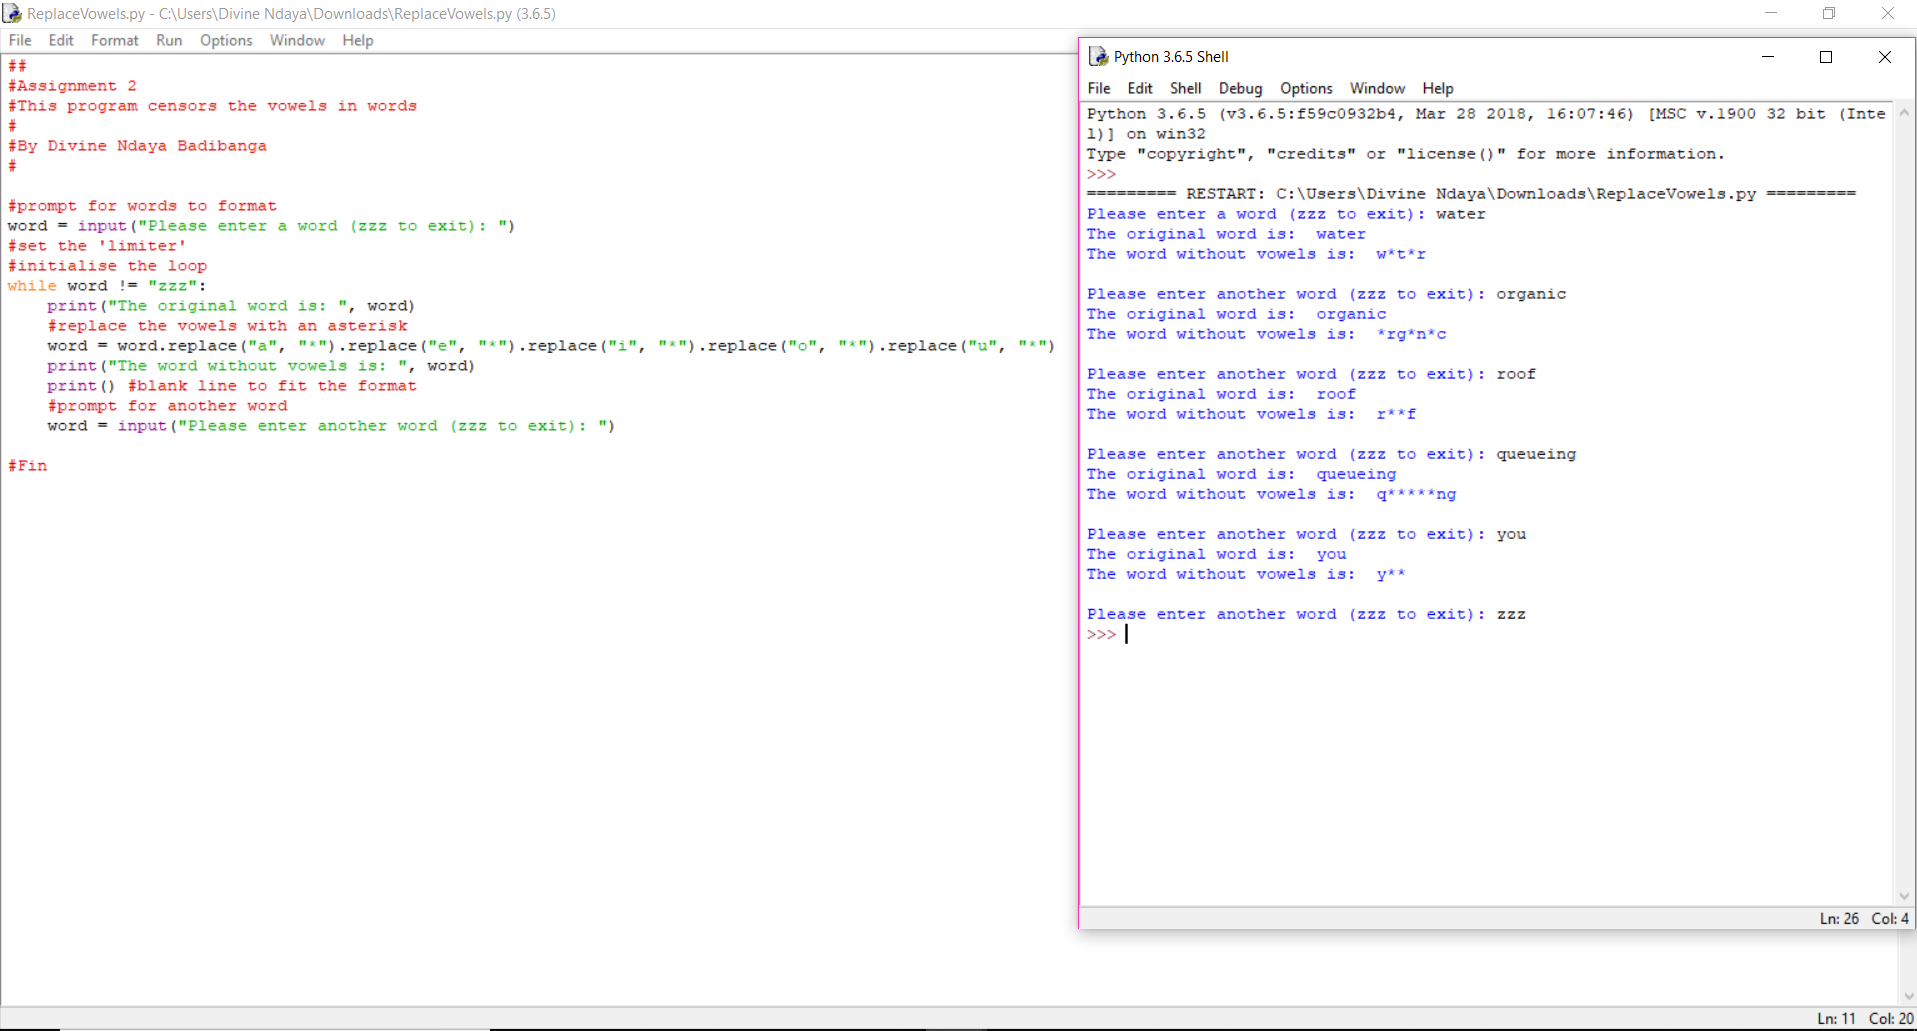 ReplaceVowels.py - C:\Users\Divine Ndaya\Downloads\ReplaceVowels.py (3.6.5)
File Edit Format Run Options Window Help
##
#Assignment 2
#This program censors the vowels in words
#
#By Divine Ndaya Badibanga
#

#prompt for words to format
word = input("Please enter a word (zzz to exit): ")
#set the 'limiter'
#initialise the loop
while word != "zzz":
    print("The original word is: ", word)
    #replace the vowels with an asterisk
    word = word.replace("a", "*").replace("e", "*").replace("i", "*").replace("o", "*").replace("u", "*")
    print("The word without vowels is: ", word)
    print() #blank line to fit the format
    #prompt for another word
    word = input("Please enter another word (zzz to exit): ")

#Fin
Python 3.6.5 Shell
File Edit Shell Debug Options Window Help
Python 3.6.5 (v3.6.5:f59c0932b4, Mar 28 2018, 16:07:46) [MSC v.1900 32 bit (Inte
l)] on win32
Type "copyright", "credits" or "license()" for more information.
>>>
========= RESTART: C:\Users\Divine Ndaya\Downloads\ReplaceVowels.py =========
Please enter a word (zzz to exit): water
The original word is:  water
The word without vowels is:  w*t*r

Please enter another word (zzz to exit): organic
The original word is:  organic
The word without vowels is:  *rg*n*c

Please enter another word (zzz to exit): roof
The original word is:  roof
The word without vowels is:  r**f

Please enter another word (zzz to exit): queueing
The original word is:  queueing
The word without vowels is:  q*****ng

Please enter another word (zzz to exit): you
The original word is:  you
The word without vowels is:  y**

Please enter another word (zzz to exit): zzz
>>>
Ln: 26 Col: 4
Ln: 11 Col: 20